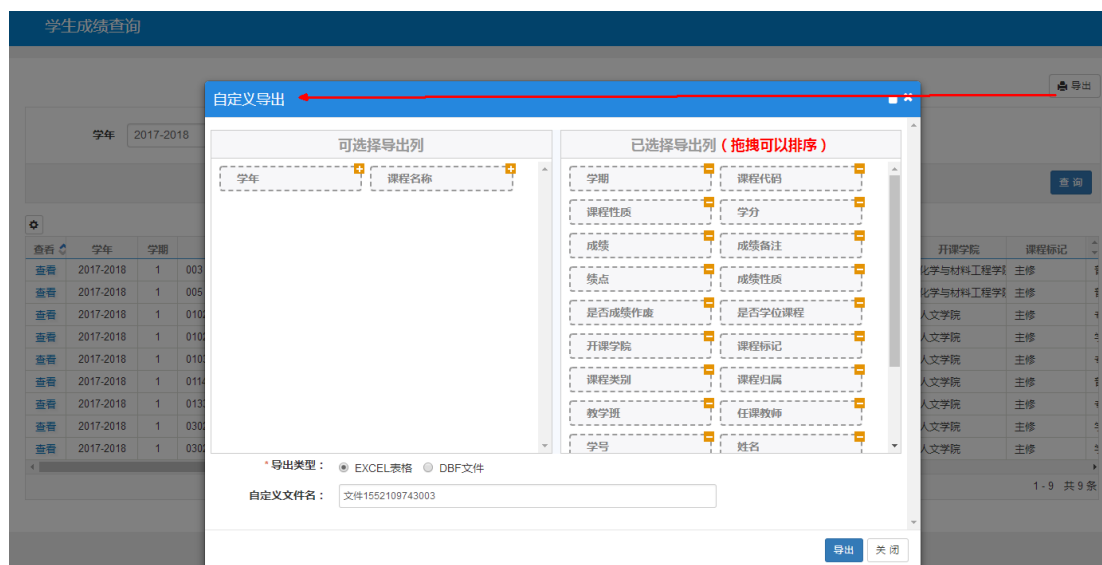 学生成绩查询
导出
自定义导出
学年 2017-2018
可选择导出列 已选择导出列（拖拽可以排序）
学年 课程名称 学期 课程代码
查询
课程性质 学分
成绩 成绩备注
绩点 成绩性质
是否成绩作废 是否学位课程
开课学院 课程标记
课程类别 课程归属
教学班 任课教师
学号 姓名
查看 学年 学期 开课学院 课程标记
查看 2017-2018 1 003 化学与材料工程学 主修
查看 2017-2018 1 005 化学与材料工程学 主修
查看 2017-2018 1 010 人文学院 主修
查看 2017-2018 1 010 人文学院 主修
查看 2017-2018 1 010 人文学院 主修
查看 2017-2018 1 011 人文学院 主修
查看 2017-2018 1 013 人文学院 主修
查看 2017-2018 1 030 人文学院 主修
查看 2017-2018 1 030 人文学院 主修
*导出类型： EXCEL表格 DBF文件
1 - 9 共 9 条
自定义文件名： 文件1552109743003
导出 关闭